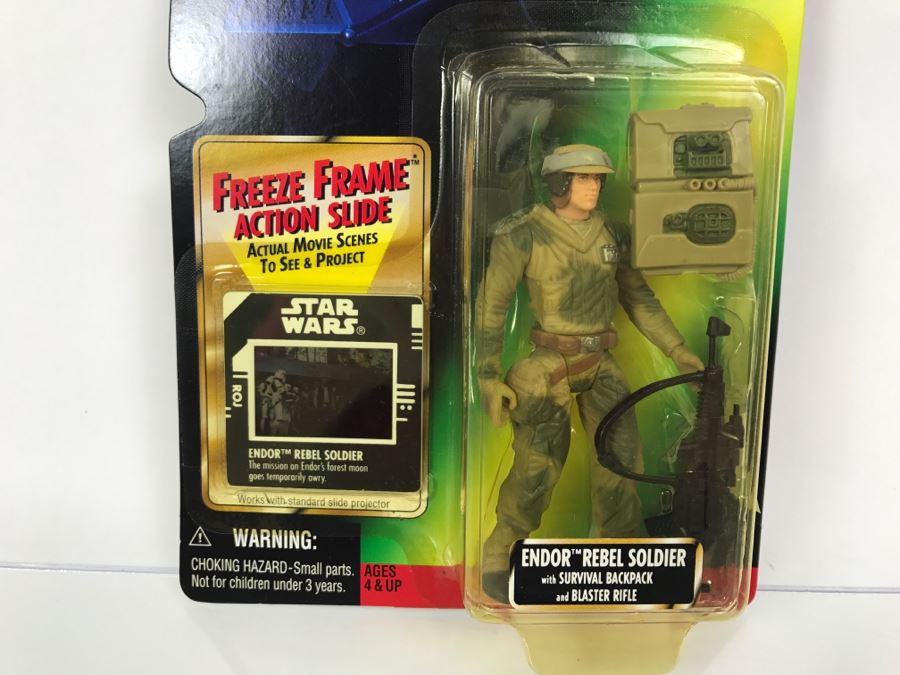 FREEZE FRAME™
ACTION SLIDE
ACTUAL MOVIE SCENES
TO SEE & PROJECT
STAR
WARS®
ROJ
ENDOR™ REBEL SOLDIER
The mission on Endor's forest moon
goes temporarily awry.
Works with standard slide projector
WARNING:
CHOKING HAZARD-Small parts.
Not for children under 3 years.
AGES
4 & UP
ENDOR™ REBEL SOLDIER
with SURVIVAL BACKPACK
and BLASTER RIFLE